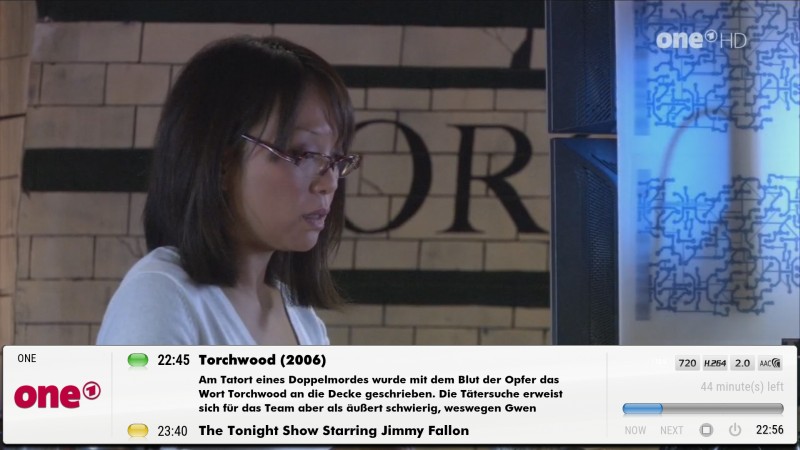 one HD
OR
ONE
one
22:45 Torchwood (2006)
Am Tatort eines Doppelmordes wurde mit dem Blut der Opfer das
Wort Torchwood an die Decke geschrieben. Die Tätersuche erweist
sich für das Team aber als äußert schwierig, weswegen Gwen
23:40 The Tonight Show Starring Jimmy Fallon
720 H.264 2.0 AAC
44 minute(s) left
NOW NEXT 22:56